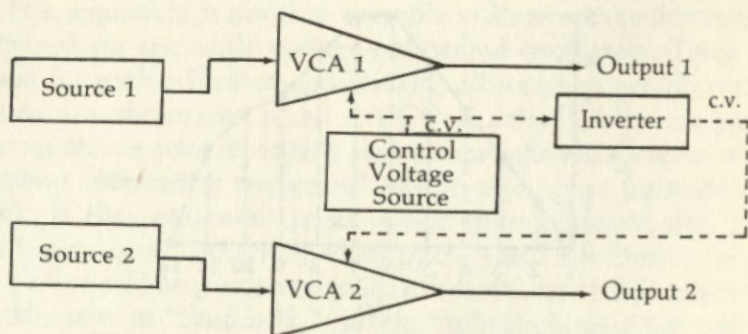 VCA 1
Output 1
Source 1
c.v.
c.v.
Inverter
Control
Voltage
Source
Source 2
VCA 2
Output 2